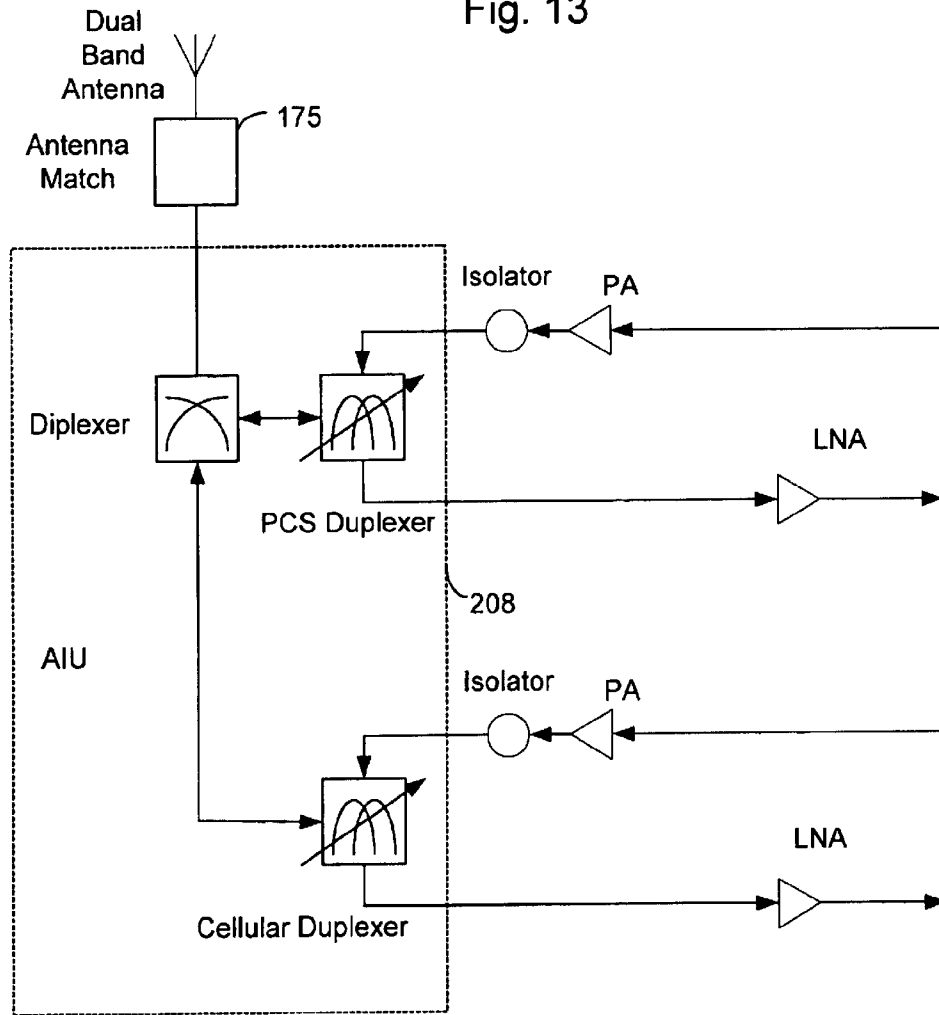 Fig. 13
Dual
Band
Antenna
175
Antenna
Match
Isolator
PA
Diplexer
LNA
PCS Duplexer
208
AIU
Isolator
PA
LNA
Cellular Duplexer